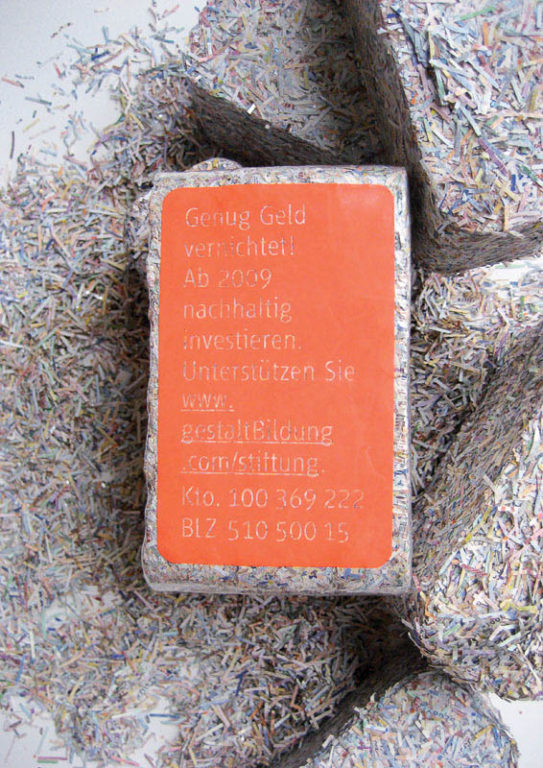 Genug Geld
vernichtet!
Ab 2009
nachhaltig
investieren.
Unterstützen Sie
www.
gestaltBildung
.com/stiftung.
Kto. 100 369 222
BLZ 510 500 15